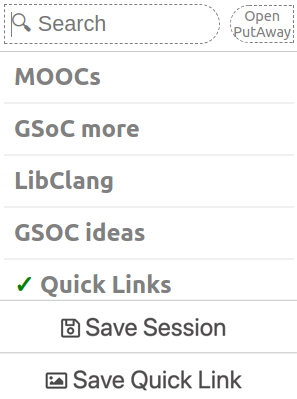 🔍 Search
Open
PutAway
MOOCs
GSoC more
LibClang
GSOC ideas
✓ Quick Links
Save Session
Save Quick Link